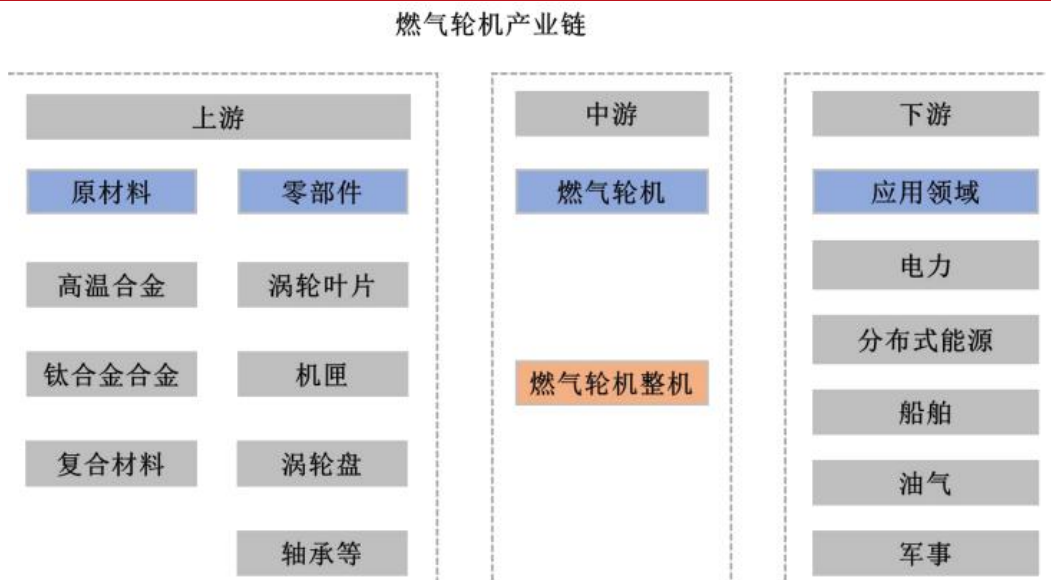 燃气轮机产业链
上游
原材料
零部件
高温合金
涡轮叶片
钛合金合金
机匣
复合材料
涡轮盘
轴承等
中游
燃气轮机
燃气轮机整机
下游
应用领域
电力
分布式能源
船舶
油气
军事